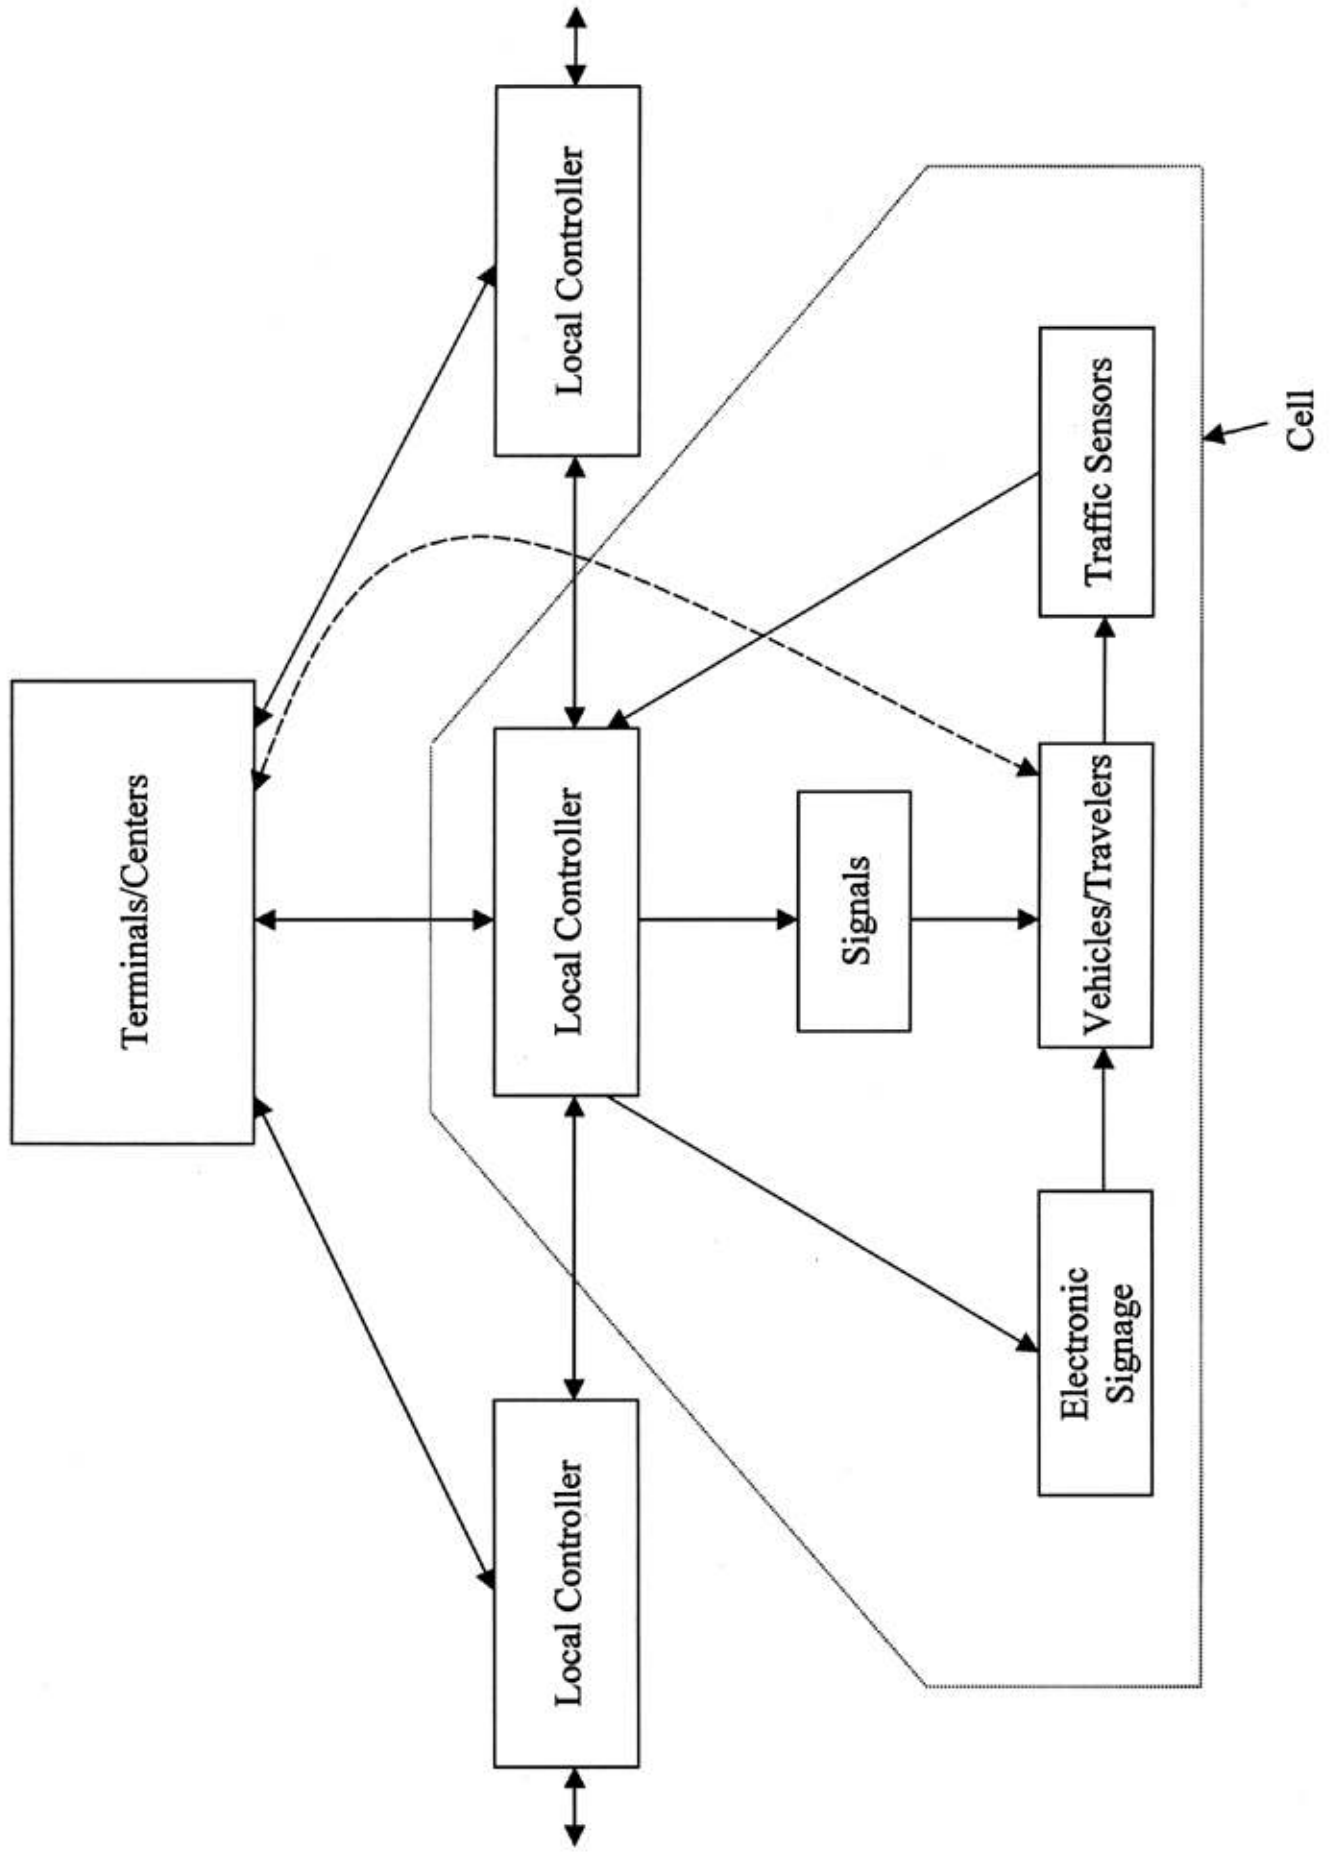 Terminals/Centers
Local Controller
Local Controller
Local Controller
Signals
Electronic
Signage
Vehicles/Travelers
Traffic Sensors
Cell